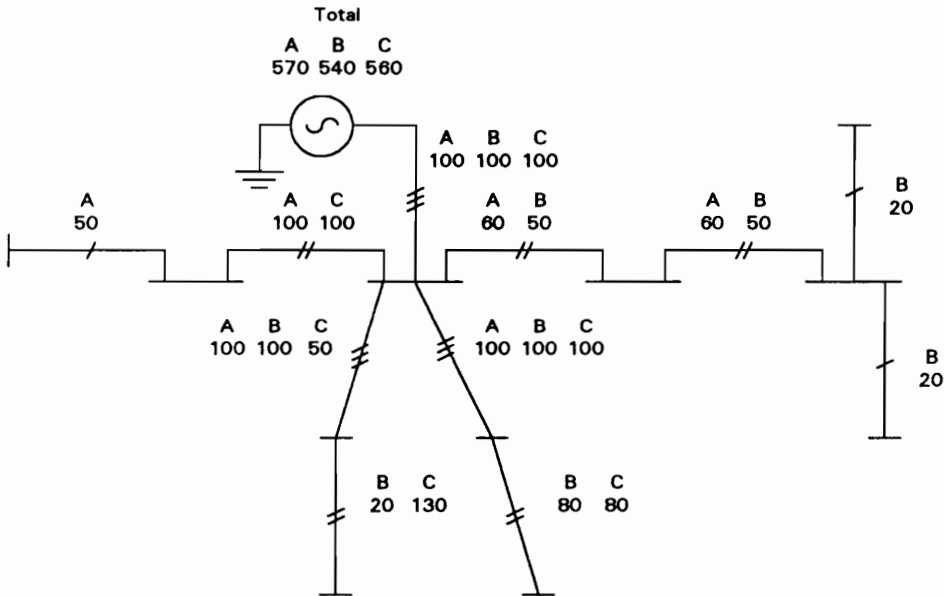 Total
A B C
570 540 560
A B C
100 100 100
A
50
A C
100 100
A B
60 50
A B
60 50
B
20
A B C
100 100 50
A B C
100 100 100
B
20
B C
20 130
B C
80 80